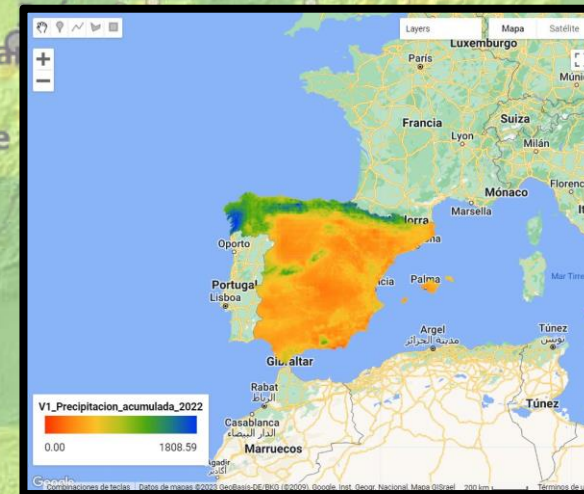 Layers
Mapa
Satélite
Luxemburgo
París
Múni
Francia
Suiza
Lyon
Milán
Mónaco
Florenc
Marsella
Oporto
Portugal
Lisboa
Palma
Mar Tirre
Argel
مدينة الجزائر
Túnez
تونس
Gibraltar
Rabat
الرباط
Casablanca
الدار البيضاء
Marruecos
Túnez
V1_Precipitacion_acumulada_2022
0.00
1808.59
Google
Combinaciones de teclas
Datos de mapas ©2023 GeoBasis-DE/BKG (©2009), Google, Inst. Geogr. Nacional, Mapa GISrael
200 km
Términos de